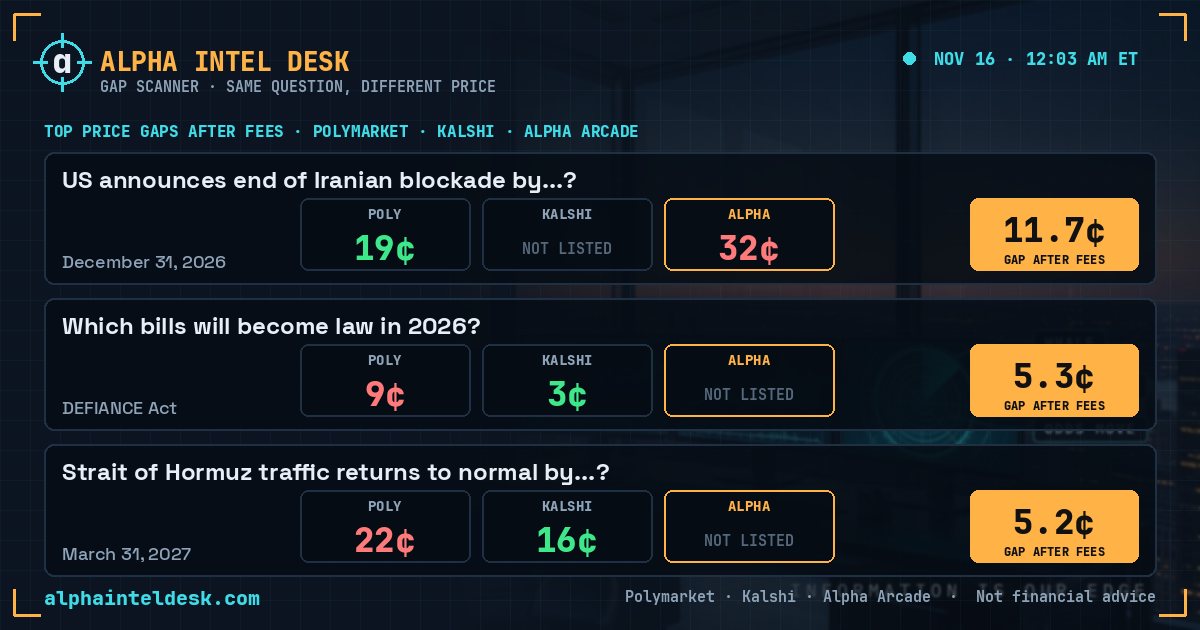 a
ALPHA INTEL DESK
GAP SCANNER · SAME QUESTION, DIFFERENT PRICE
NOV 16 · 12:03 AM ET
TOP PRICE GAPS AFTER FEES · POLYMARKET · KALSHI · ALPHA ARCADE
US announces end of Iranian blockade by...?
December 31, 2026
POLY
19¢
KALSHI
NOT LISTED
ALPHA
32¢
11.7¢
GAP AFTER FEES
Which bills will become law in 2026?
DEFIANCE Act
POLY
9¢
KALSHI
3¢
ALPHA
NOT LISTED
5.3¢
GAP AFTER FEES
Strait of Hormuz traffic returns to normal by...?
March 31, 2027
POLY
22¢
KALSHI
16¢
ALPHA
NOT LISTED
5.2¢
GAP AFTER FEES
INFORMATION IS OUR EDGE
alphainteldesk.com
Polymarket · Kalshi · Alpha Arcade · Not financial advice